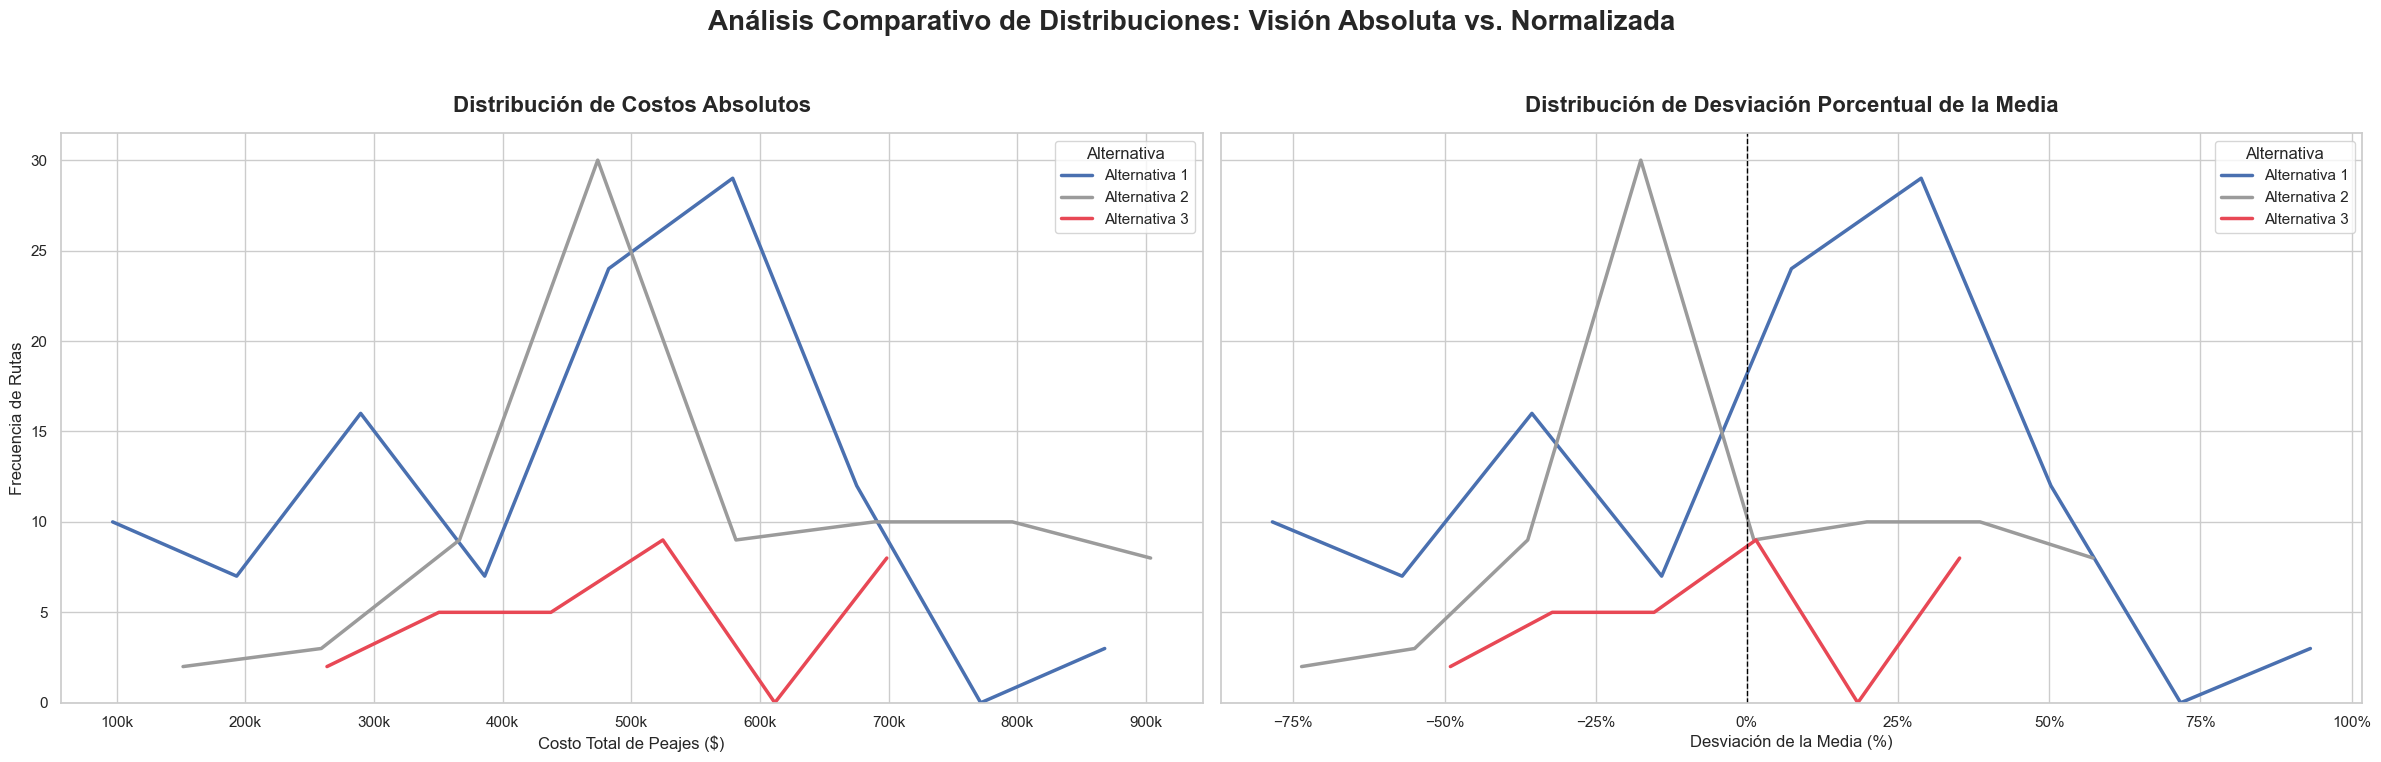 Análisis Comparativo de Distribuciones: Visión Absoluta vs. Normalizada
Distribución de Costos Absolutos
Frecuencia de Rutas
30
25
20
15
10
5
0
Alternativa
Alternativa 1
Alternativa 2
Alternativa 3
100k 200k 300k 400k 500k 600k 700k 800k 900k
Costo Total de Peajes ($)
Distribución de Desviación Porcentual de la Media
Alternativa
Alternativa 1
Alternativa 2
Alternativa 3
−75% −50% −25% 0% 25% 50% 75% 100%
Desviación de la Media (%)